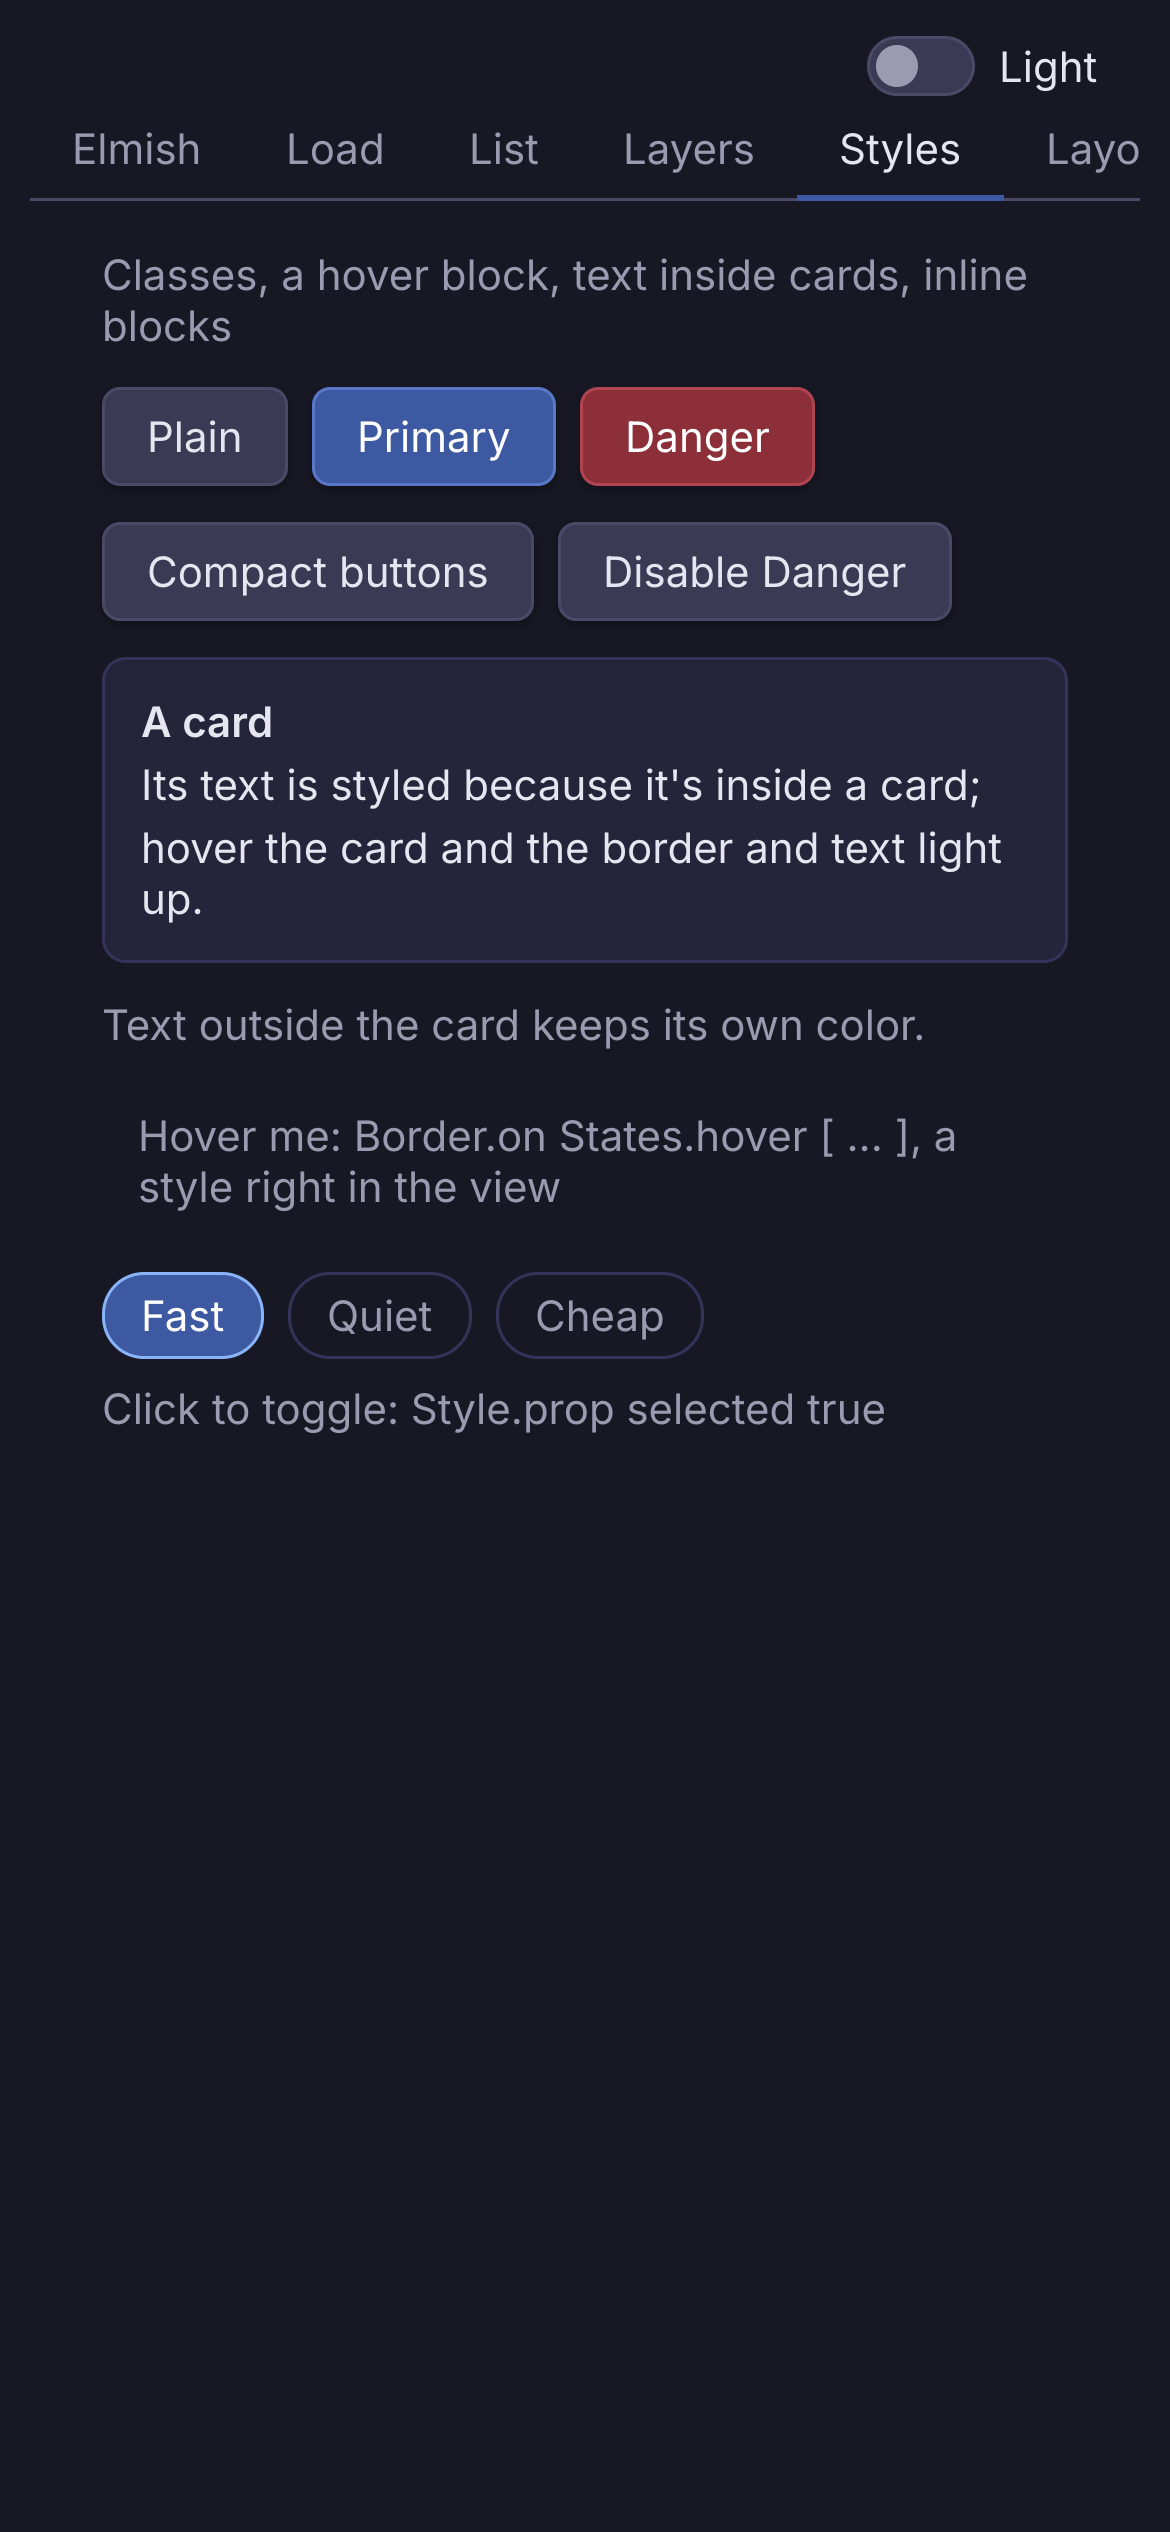 Light
Elmish Load List Layers Styles Layo
Classes, a hover block, text inside cards, inline
blocks
Plain Primary Danger
Compact buttons Disable Danger
A card
Its text is styled because it's inside a card;
hover the card and the border and text light
up.
Text outside the card keeps its own color.
Hover me: Border.on States.hover [ ... ], a
style right in the view
Fast Quiet Cheap
Click to toggle: Style.prop selected true